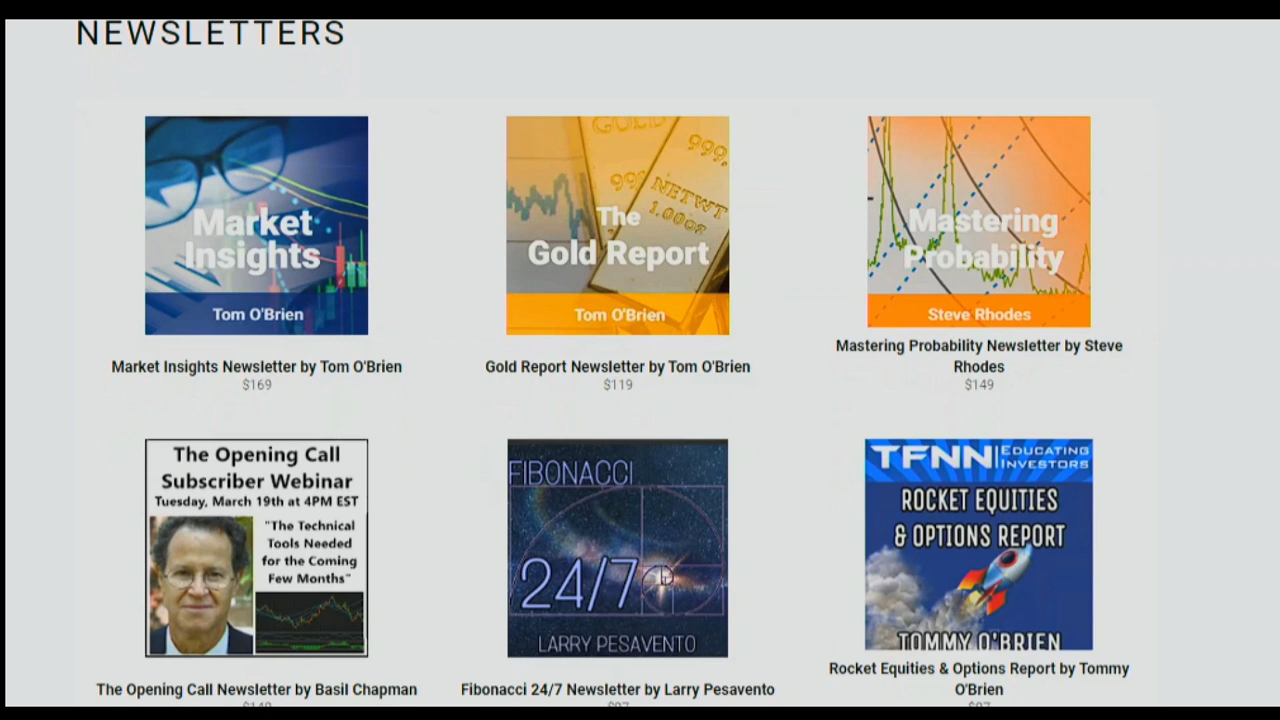 NEWSLETTERS
Market
Insights
Tom O'Brien
Market Insights Newsletter by Tom O'Brien
$169
GOLD
999.
999
NETWT
1.00oz
The
Gold Report
Tom O'Brien
Gold Report Newsletter by Tom O'Brien
$119
Mastering
Probability
Steve Rhodes
Mastering Probability Newsletter by Steve
Rhodes
$149
The Opening Call
Subscriber Webinar
Tuesday, March 19th at 4PM EST
"The Technical
Tools Needed
for the Coming
Few Months"
The Opening Call Newsletter by Basil Chapman
FIBONACCI
24/7
LARRY PESAVENTO
Fibonacci 24/7 Newsletter by Larry Pesavento
TFNN EDUCATING
INVESTORS
ROCKET EQUITIES
& OPTIONS REPORT
TOMMY O'BRIEN
Rocket Equities & Options Report by Tommy
O'Brien